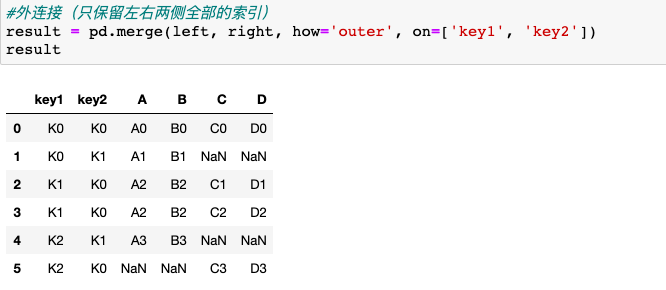 #外连接（只保留左右两侧全部的索引）
result = pd.merge(left, right, how='outer', on=['key1', 'key2'])
result
key1 key2 A B C D
0 K0 K0 A0 B0 C0 D0
1 K0 K1 A1 B1 NaN NaN
2 K1 K0 A2 B2 C1 D1
3 K1 K0 A2 B2 C2 D2
4 K2 K1 A3 B3 NaN NaN
5 K2 K0 NaN NaN C3 D3